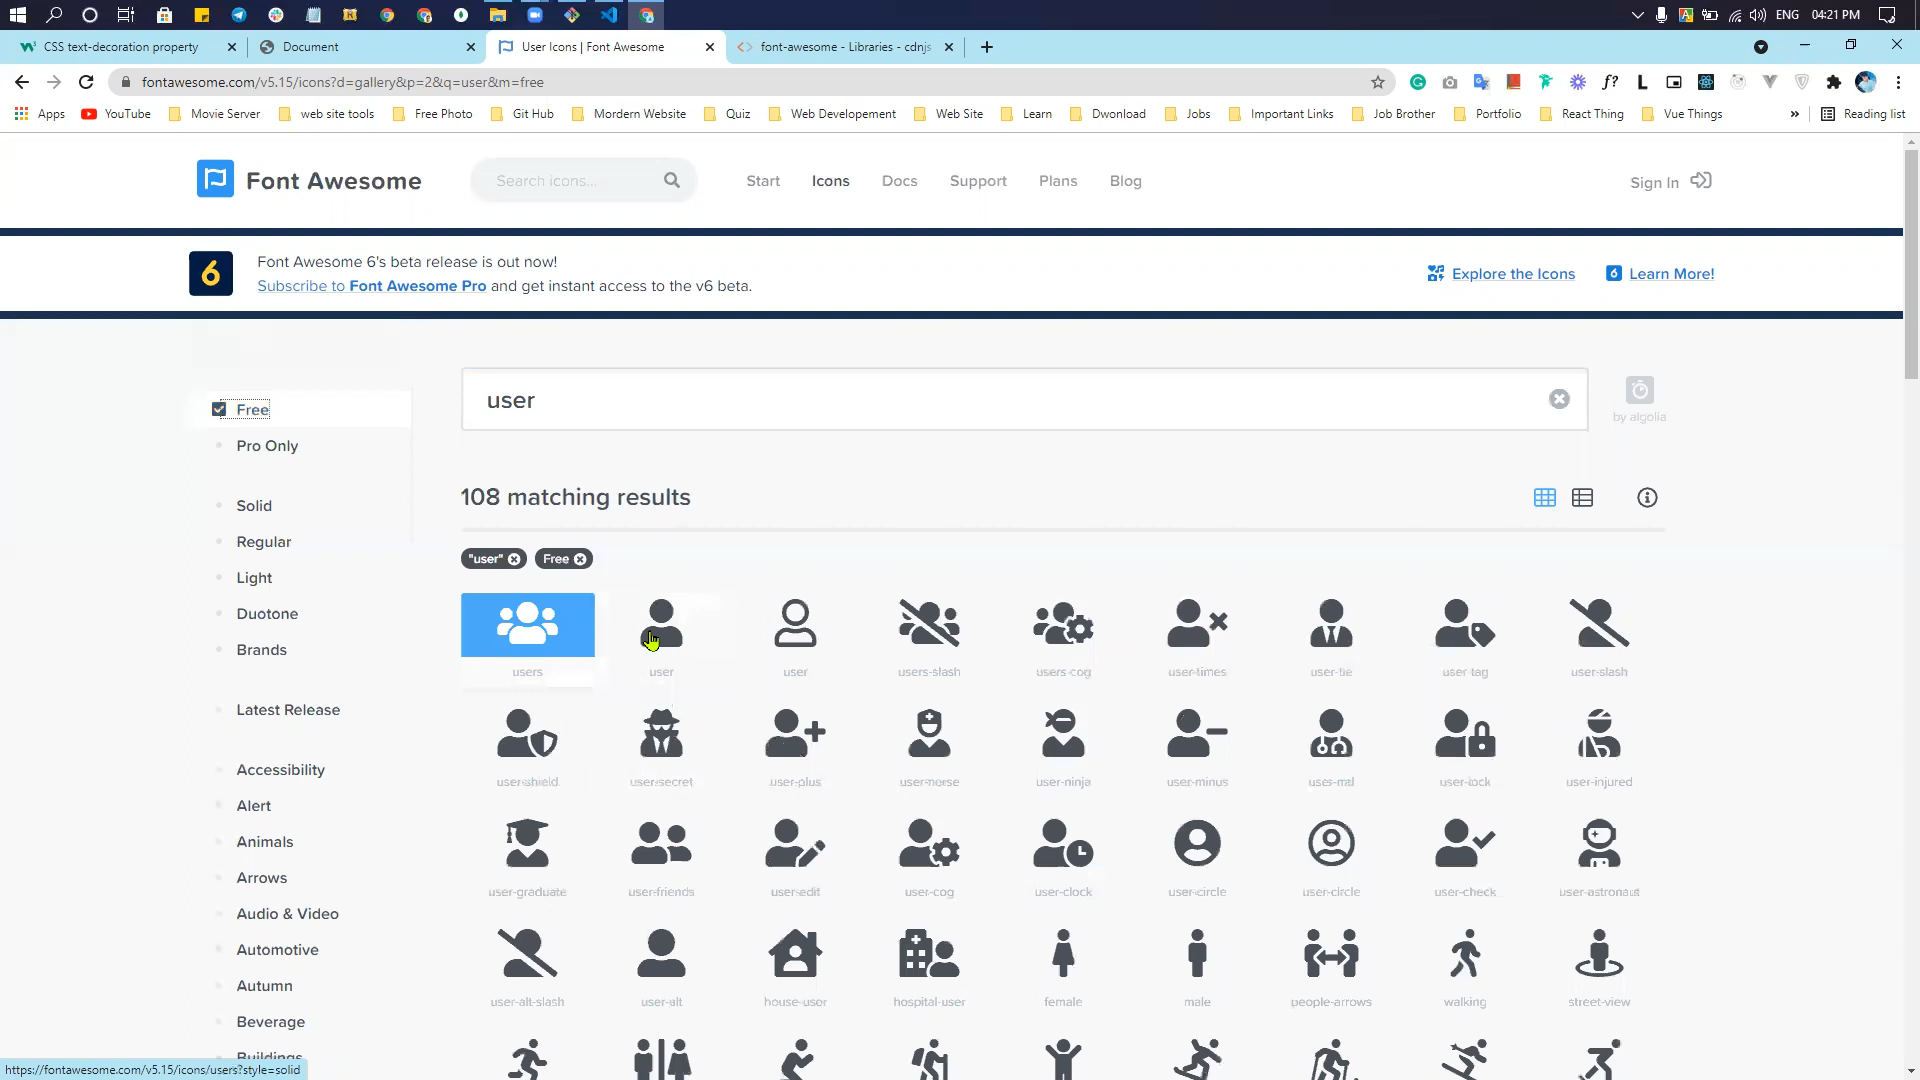 ENG 04:21 PM
CSS text-decoration property
Document
User Icons | Font Awesome
font-awesome - Libraries - cdnjs
fontawesome.com/v5.15/icons?d=gallery&p=2&q=user&m=free
Apps YouTube Movie Server web site tools Free Photo Git Hub Mordern Website Quiz Web Developement Web Site Learn Dwonload Jobs Important Links Job Brother Portfolio React Thing Vue Things » Reading list
Font Awesome Search icons... Start Icons Docs Support Plans Blog Sign In
6 Font Awesome 6's beta release is out now!
Subscribe to Font Awesome Pro and get instant access to the v6 beta.
Explore the Icons 6 Learn More!
user
by algolia
Free
Pro Only
Solid
Regular
Light
Duotone
Brands
Latest Release
Accessibility
Alert
Animals
Arrows
Audio & Video
Automotive
Autumn
Beverage
Buildings
108 matching results
"user" Free
users user user users-slash users-cog user-times user-tie user-tag user-slash
user-shield user-secret user-plus user-nurse user-ninja user-minus user-md user-lock user-injured
user-graduate user-friends user-edit user-cog user-clock user-circle user-circle user-check user-astronaut
user-alt-slash user-alt house-user hospital-user female male people-arrows walking street-view
https://fontawesome.com/v5.15/icons/users?style=solid